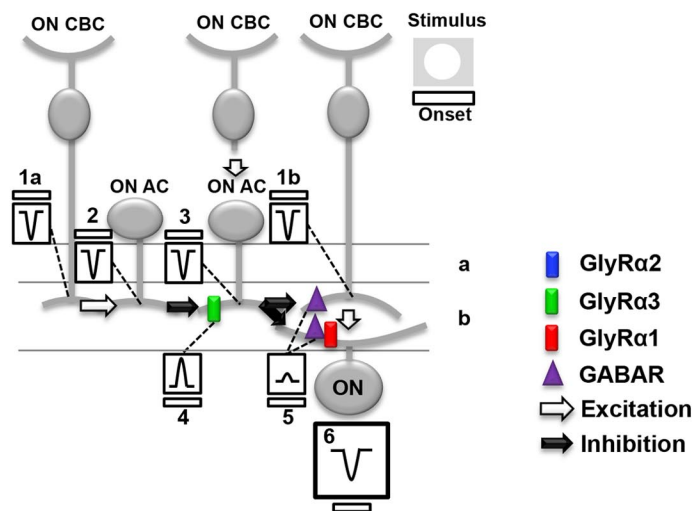 ON CBC
ON CBC
ON CBC
Stimulus
Onset
1a
ON AC
ON AC
1b
2
3
a
b
4
5
ON
6
GlyRα2
GlyRα3
GlyRα1
GABAR
Excitation
Inhibition